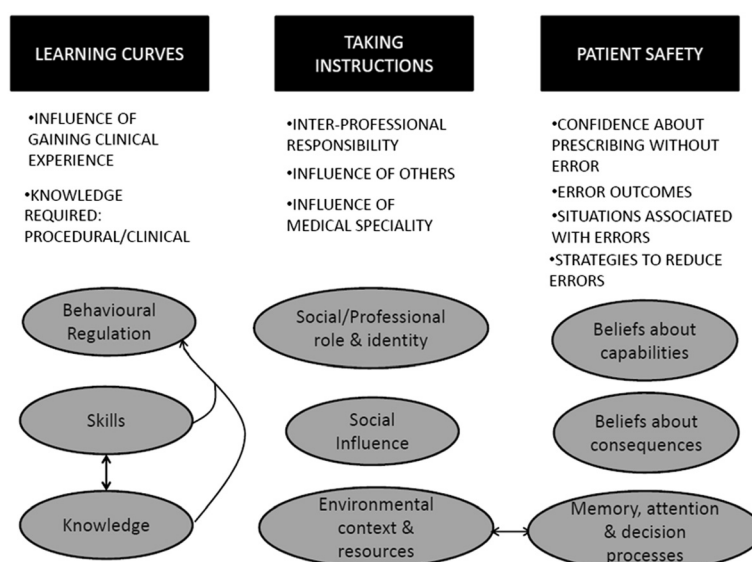 LEARNING CURVES
•INFLUENCE OF
GAINING CLINICAL
EXPERIENCE
•KNOWLEDGE
REQUIRED:
PROCEDURAL/CLINICAL
Behavioural
Regulation
Skills
Knowledge
TAKING
INSTRUCTIONS
•INTER-PROFESSIONAL
RESPONSIBILITY
•INFLUENCE OF OTHERS
•INFLUENCE OF
MEDICAL SPECIALITY
Social/Professional
role & identity
Social
Influence
Environmental
context &
resources
PATIENT SAFETY
•CONFIDENCE ABOUT
PRESCRIBING WITHOUT
ERROR
•ERROR OUTCOMES
•SITUATIONS ASSOCIATED
WITH ERRORS
•STRATEGIES TO REDUCE
ERRORS
Beliefs about
capabilities
Beliefs about
consequences
Memory, attention
& decision
processes